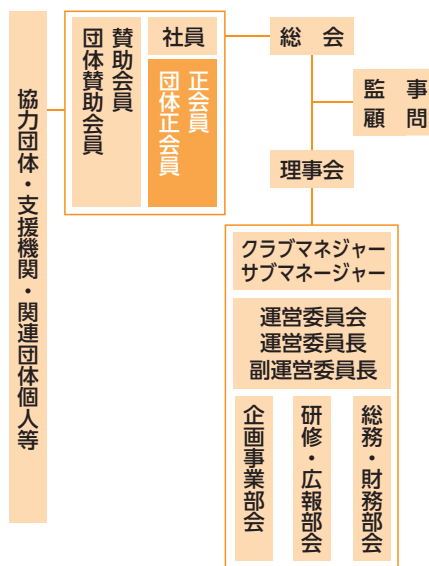 協力団体・支援機関・関連団体個人等
賛助会員
団体賛助会員
社員
正会員
団体正会員
総　会
監　事
顧　問
理事会
クラブマネジャー
サブマネージャー
運営委員会
運営委員長
副運営委員長
企画事業部会
研修・広報部会
総務・財務部会